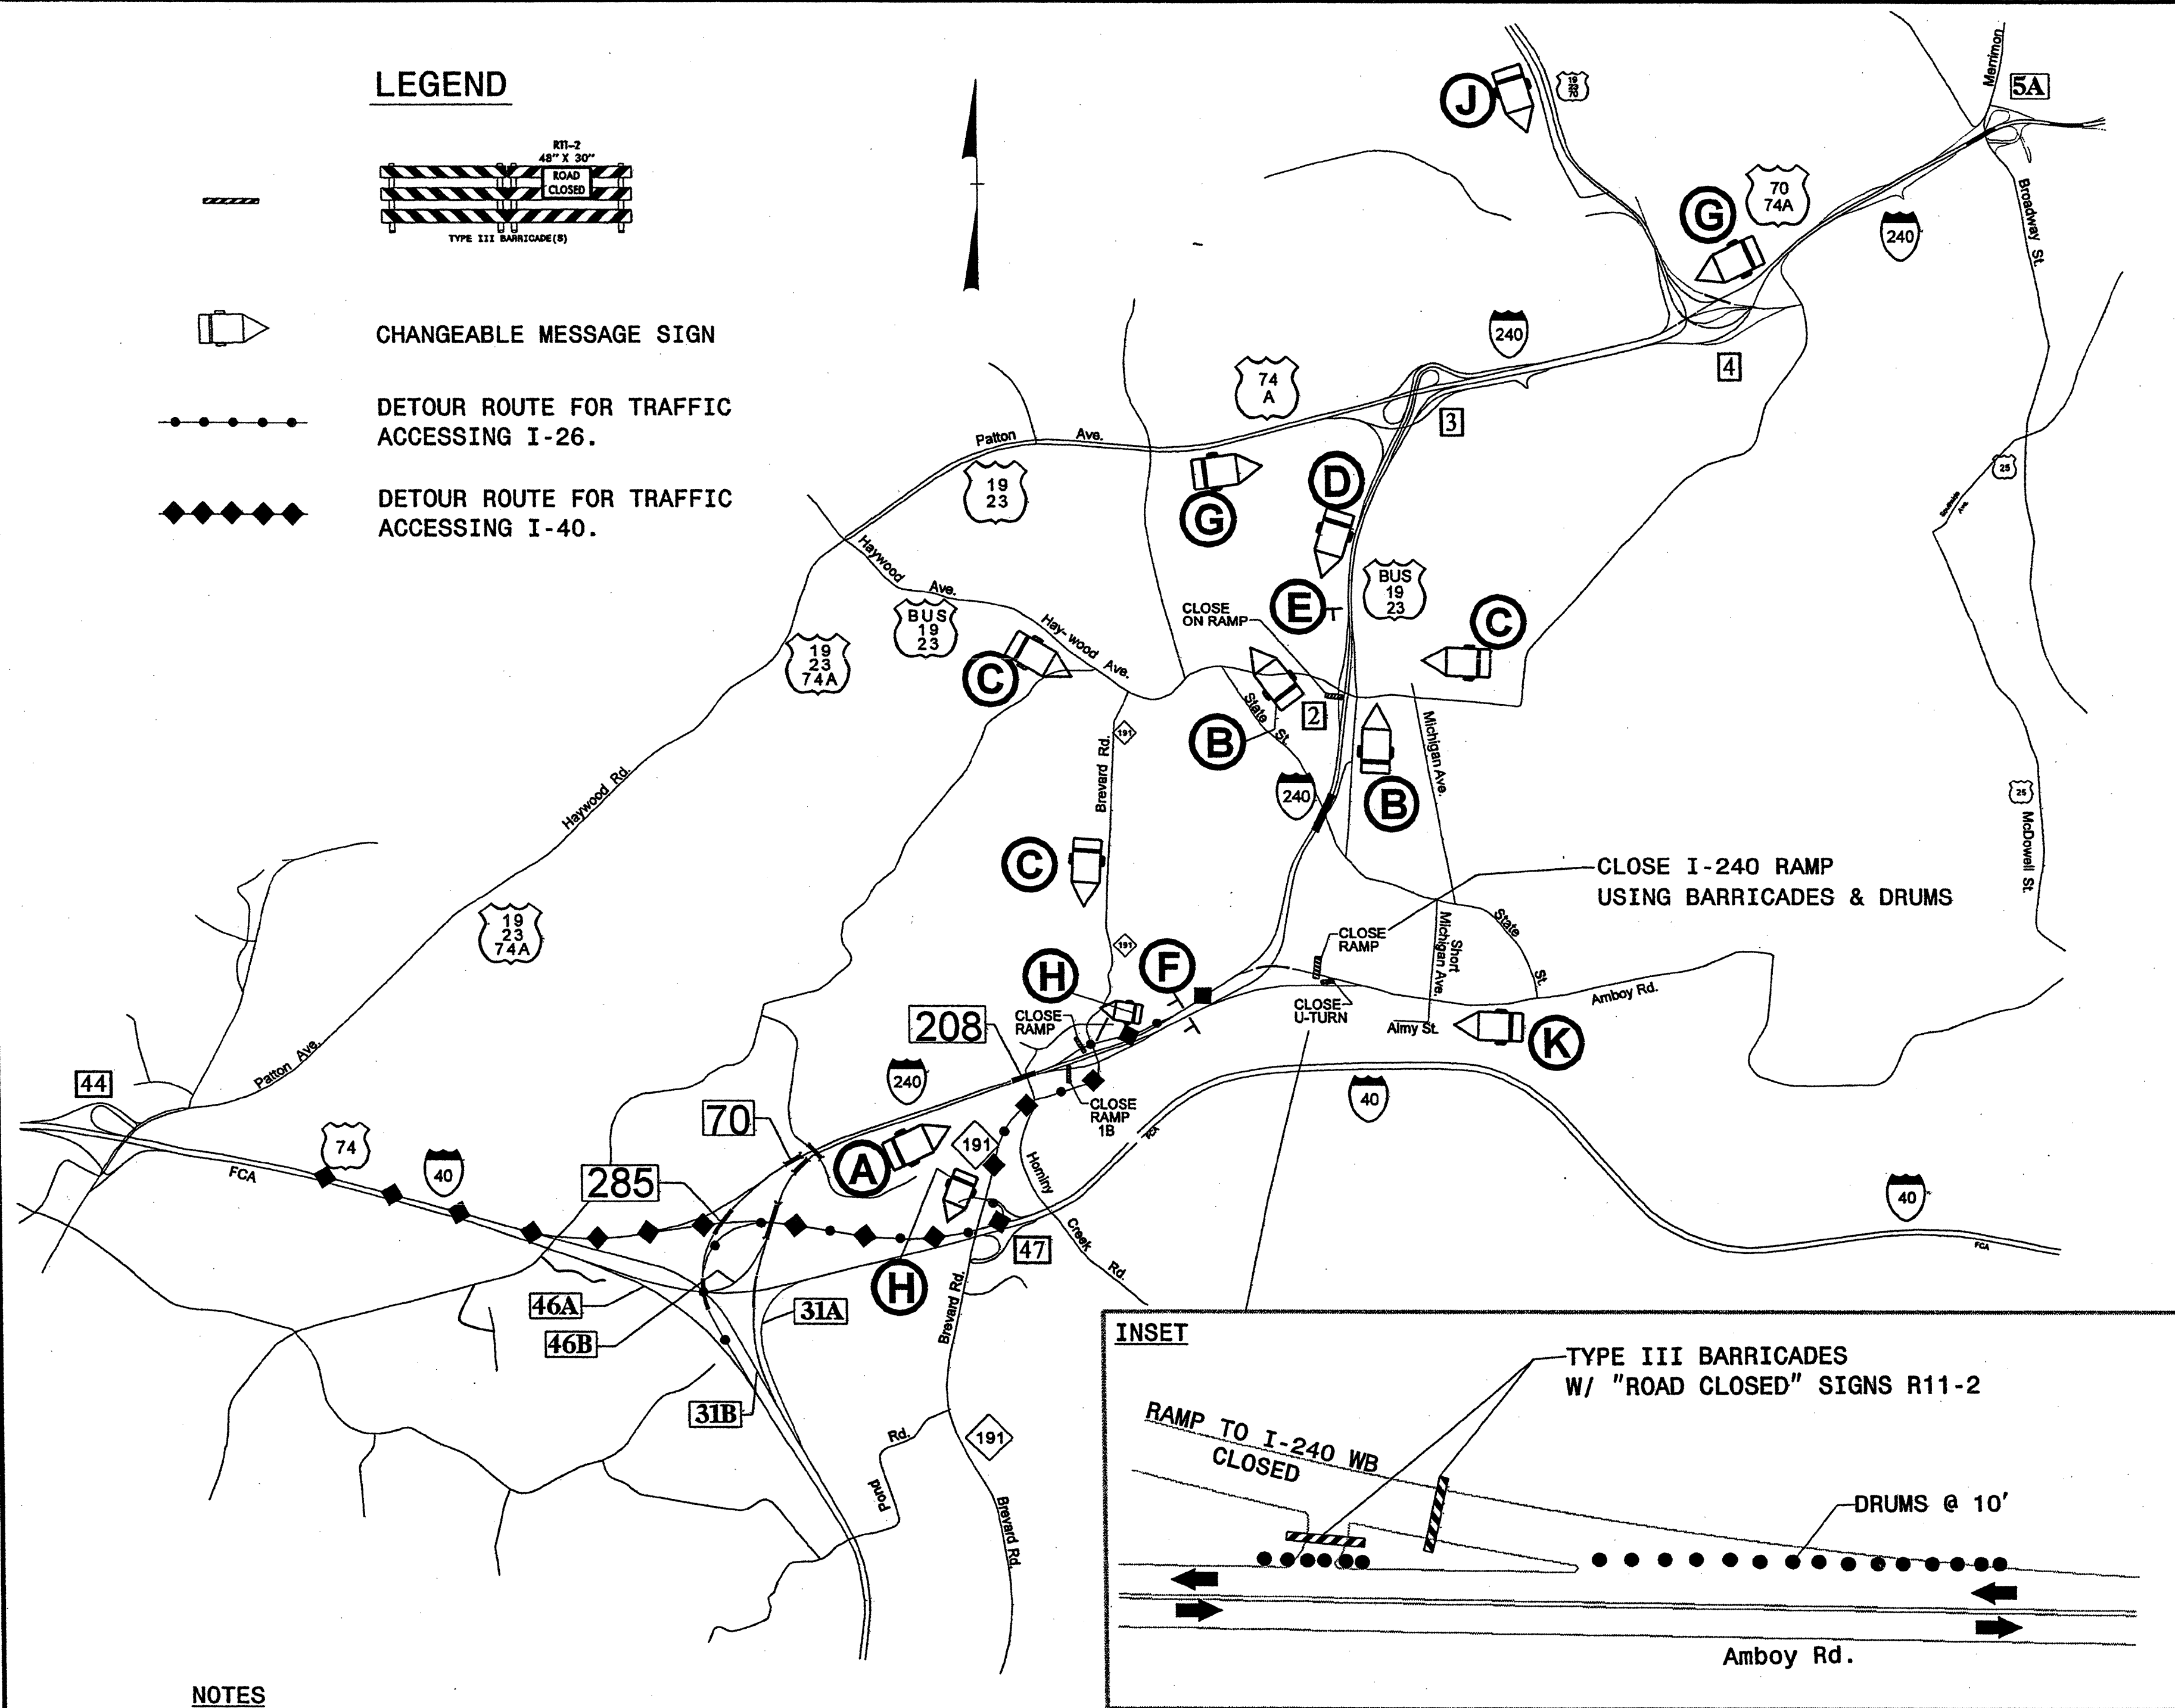 LEGEND
R11-2
48" X 30"
ROAD
CLOSED
TYPE III BARRICADE(S)
CHANGEABLE MESSAGE SIGN
DETOUR ROUTE FOR TRAFFIC
ACCESSING I-26.
DETOUR ROUTE FOR TRAFFIC
ACCESSING I-40.
J
19
23
70
Merrimon
5A
G
70
74A
240
Broadway St.
240
4
74
A
3
Patton Ave.
19
23
G
D
25
Southside
Ave.
Haywood Ave.
BUS
19
23
Hay-wood Ave.
C
19
23
74A
CLOSE
ON RAMP
E
BUS
19
23
C
State St.
2
B
B
240
Michigan Ave.
191
Brevard Rd.
25
McDowell St.
Haywood Rd.
C
19
23
74A
CLOSE I-240 RAMP
USING BARRICADES & DRUMS
CLOSE
RAMP
191
H
F
Short
Michigan Ave.
State St.
Amboy Rd.
CLOSE
U-TURN
Almy St.
K
208
CLOSE
RAMP
240
CLOSE
RAMP
1B
40
FCA
44
Patton Ave.
74
FCA
40
70
285
A
191
Hominy Creek Rd.
47
H
40
FCA
46A
46B
31A
31B
Brevard Rd.
191
Pond Rd.
Brevard Rd.
INSET
TYPE III BARRICADES
W/ "ROAD CLOSED" SIGNS R11-2
RAMP TO I-240 WB
CLOSED
DRUMS @ 10'
Amboy Rd.
NOTES